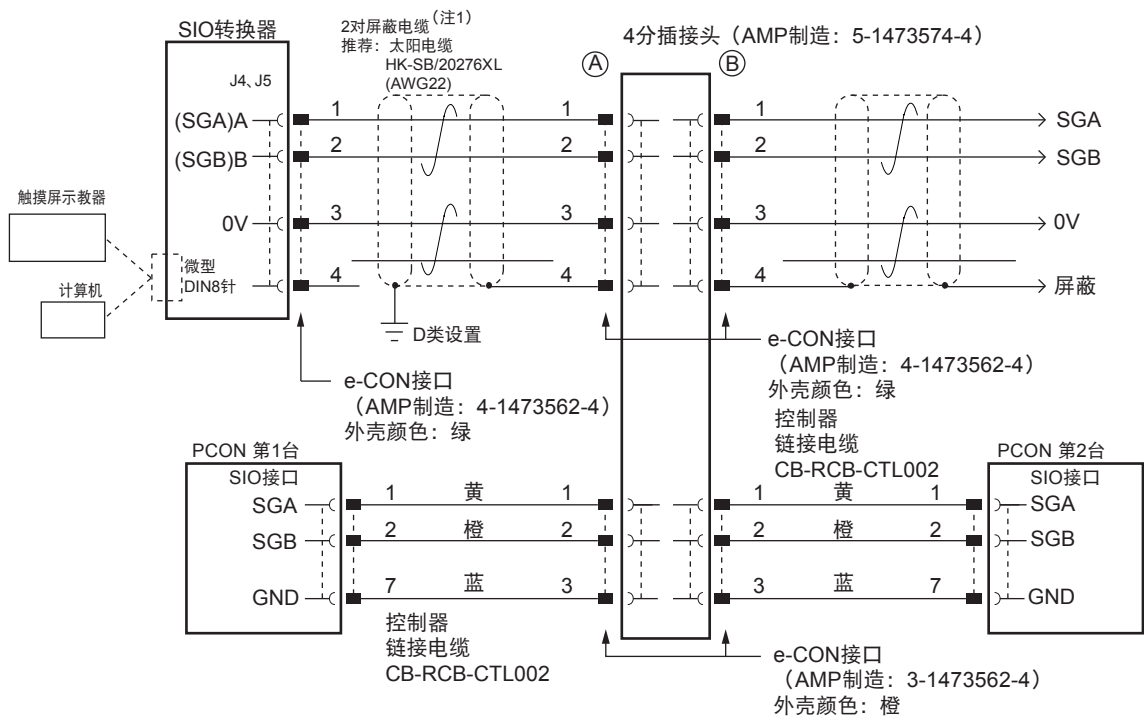 SIO转换器
2对屏蔽电缆(注1)
推荐：太阳电缆
HK-SB/20276XL
(AWG22)
4分插接头（AMP制造：5-1473574-4）
A
B
J4、J5
(SGA)A
1
1
1
SGA
(SGB)B
2
2
2
SGB
触摸屏示教器
0V
3
3
3
0V
微型
DIN8针
计算机
4
4
4
屏蔽
D类设置
e-CON接口
（AMP制造：4-1473562-4）
外壳颜色：绿
e-CON接口
（AMP制造：4-1473562-4）
外壳颜色：绿
控制器
链接电缆
CB-RCB-CTL002
PCON 第1台
SIO接口
PCON 第2台
SIO接口
SGA
1
黄
1
1
黄
1
SGA
SGB
2
橙
2
2
橙
2
SGB
GND
7
蓝
3
3
蓝
7
GND
控制器
链接电缆
CB-RCB-CTL002
e-CON接口
（AMP制造：3-1473562-4）
外壳颜色：橙